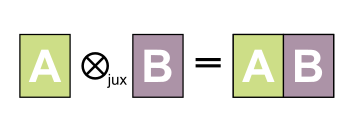 A ⊗jux B = A B